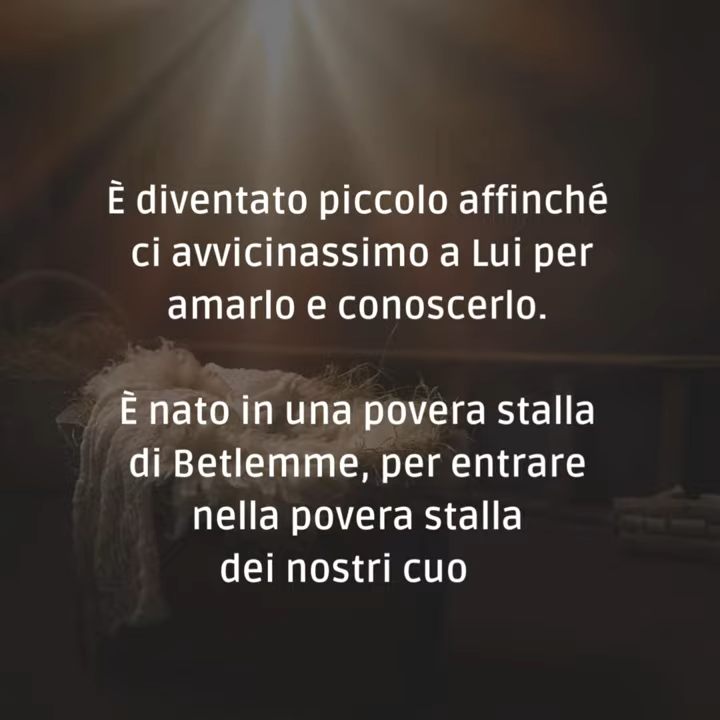 È diventato piccolo affinché
ci avvicinassimo a Lui per
amarlo e conoscerlo.
È nato in una povera stalla
di Betlemme, per entrare
nella povera stalla
dei nostri cuo